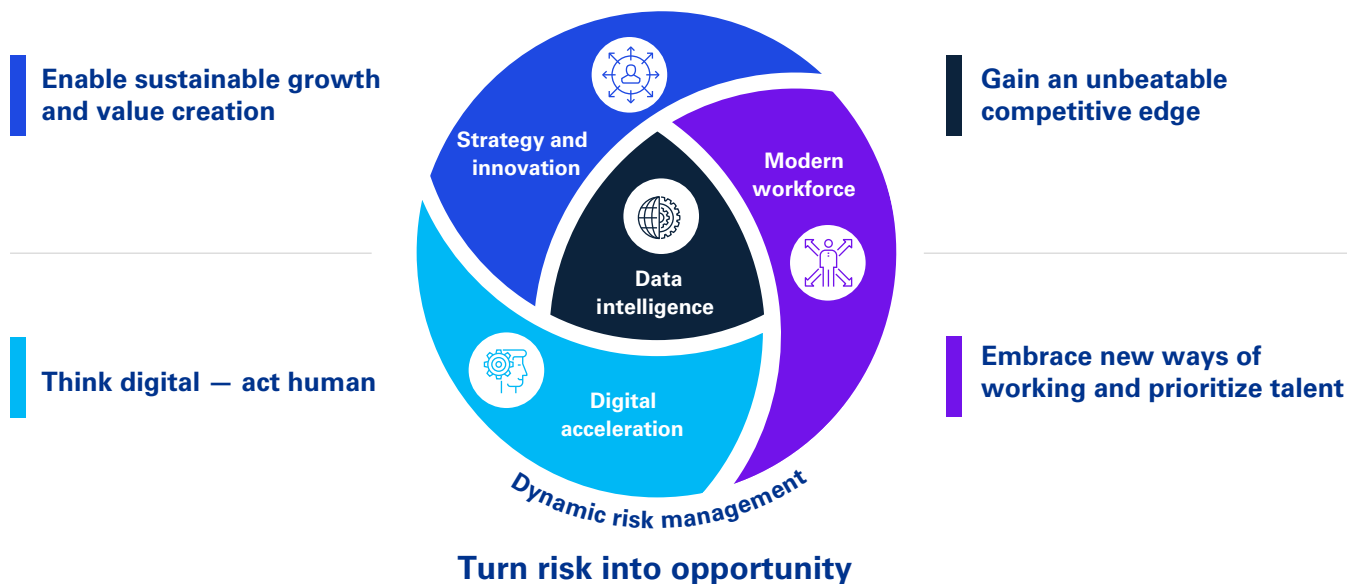 Enable sustainable growth
and value creation
Think digital — act human
Strategy and
innovation
Modern
workforce
Data
intelligence
Digital
acceleration
Dynamic risk management
Turn risk into opportunity
Gain an unbeatable
competitive edge
Embrace new ways of
working and prioritize talent